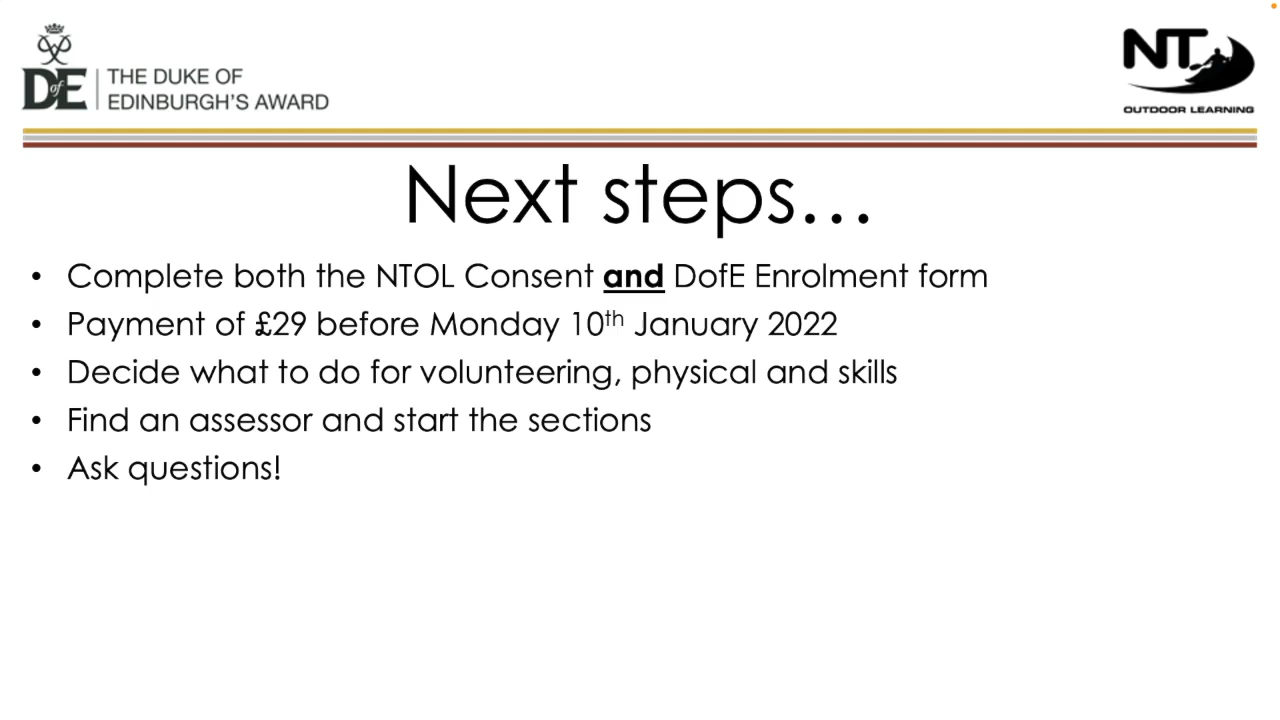 DofE
THE DUKE OF
EDINBURGH'S AWARD
NT
OUTDOOR LEARNING
Next steps…
• Complete both the NTOL Consent and DofE Enrolment form
• Payment of £29 before Monday 10th January 2022
• Decide what to do for volunteering, physical and skills
• Find an assessor and start the sections
• Ask questions!